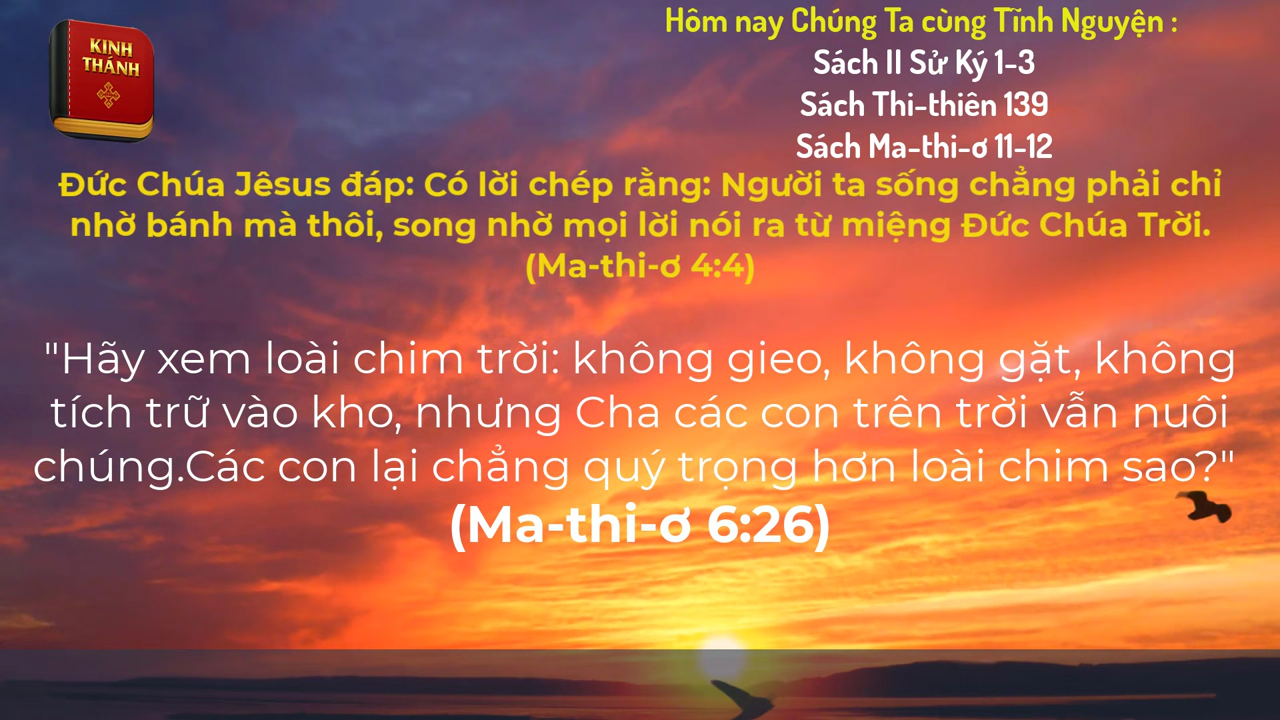 KINH
THÁNH
Hôm nay Chúng Ta cùng Tĩnh Nguyện :
Sách II Sử Ký 1-3
Sách Thi-thiên 139
Sách Ma-thi-ơ 11-12
Đức Chúa Jêsus đáp: Có lời chép rằng: Người ta sống chẳng phải chỉ
nhờ bánh mà thôi, song nhờ mọi lời nói ra từ miệng Đức Chúa Trời.
(Ma-thi-ơ 4:4)
"Hãy xem loài chim trời: không gieo, không gặt, không
tích trữ vào kho, nhưng Cha các con trên trời vẫn nuôi
chúng.Các con lại chẳng quý trọng hơn loài chim sao?"
(Ma-thi-ơ 6:26)